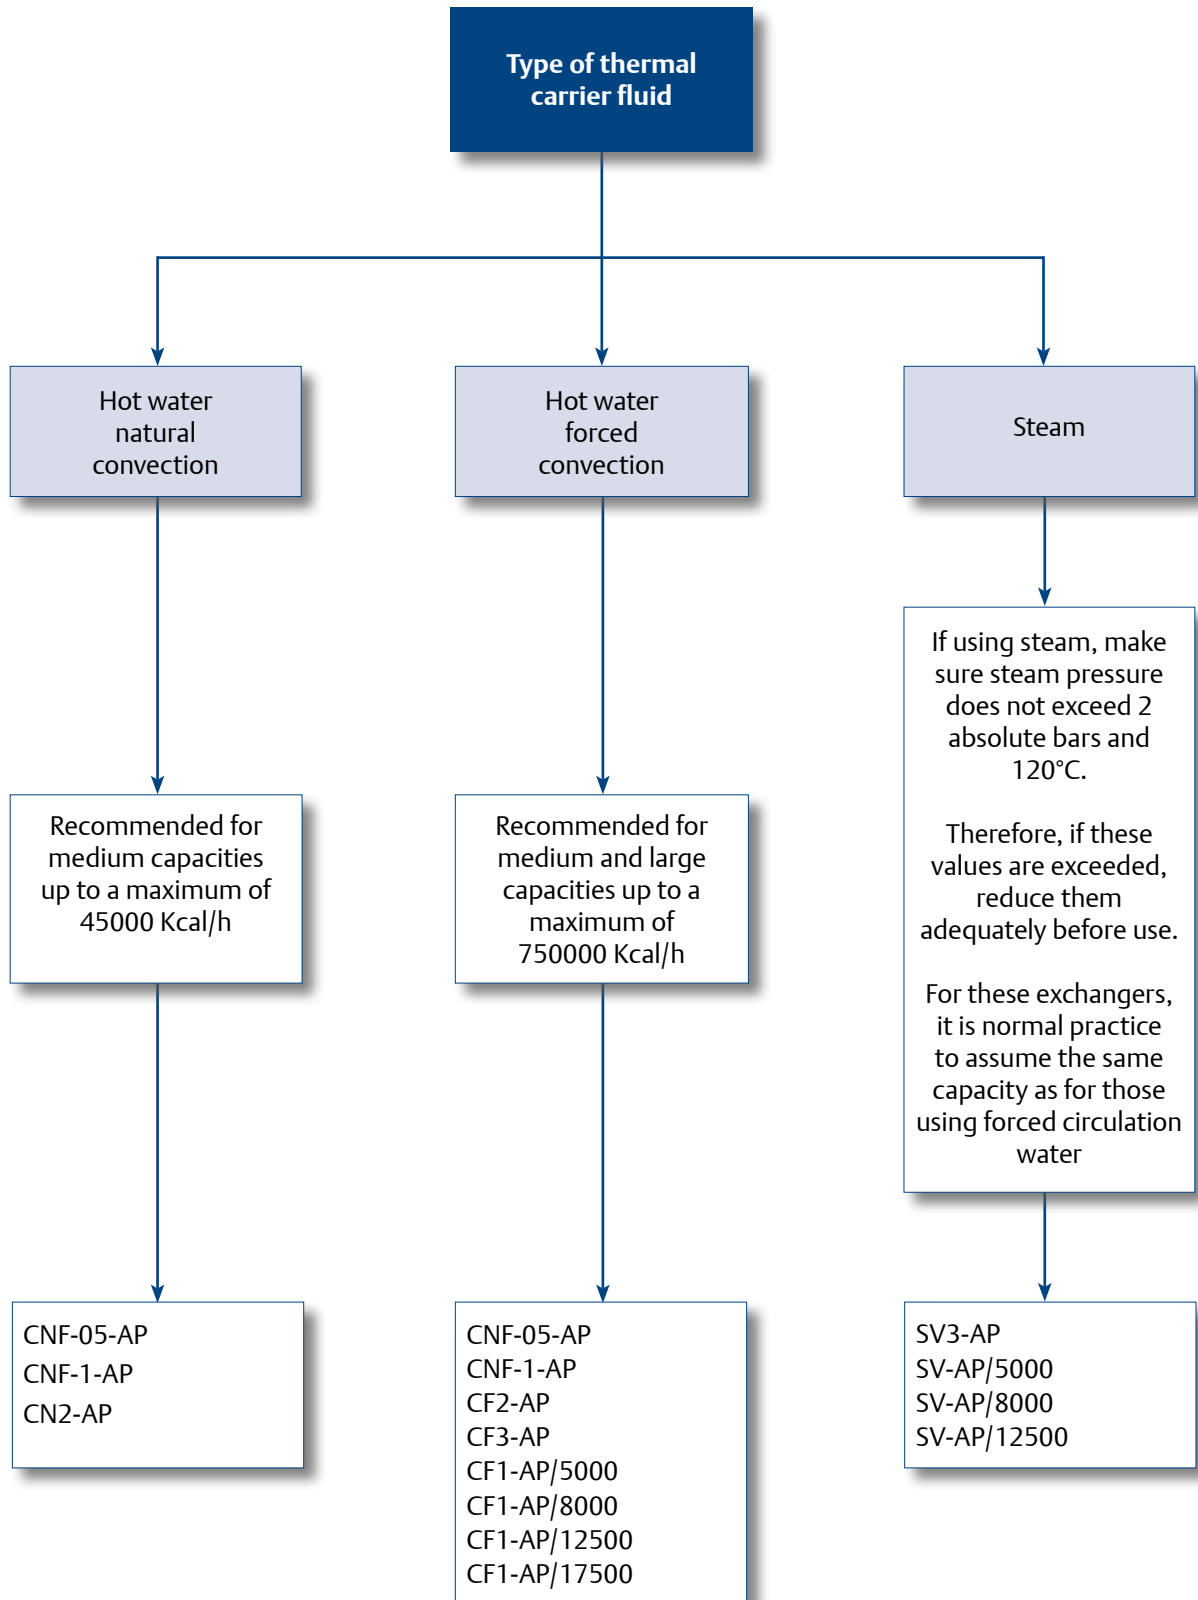 Type of thermal
carrier fluid
Hot water
natural
convection
Hot water
forced
convection
Steam
Recommended for
medium capacities
up to a maximum of
45000 Kcal/h
Recommended for
medium and large
capacities up to a
maximum of
750000 Kcal/h
If using steam, make
sure steam pressure
does not exceed 2
absolute bars and
120°C.
Therefore, if these
values are exceeded,
reduce them
adequately before use.
For these exchangers,
it is normal practice
to assume the same
capacity as for those
using forced circulation
water
CNF-05-AP
CNF-1-AP
CN2-AP
CNF-05-AP
CNF-1-AP
CF2-AP
CF3-AP
CF1-AP/5000
CF1-AP/8000
CF1-AP/12500
CF1-AP/17500
SV3-AP
SV-AP/5000
SV-AP/8000
SV-AP/12500